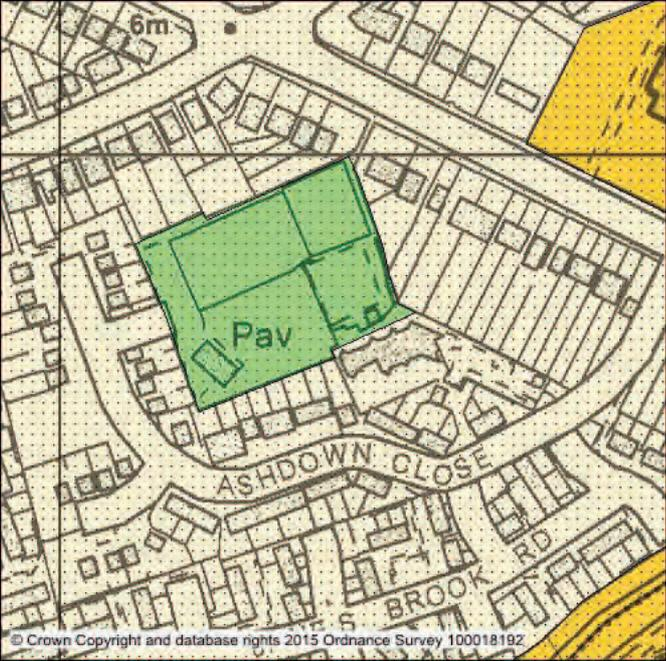 6m
Pav
ASHDOWN CLOSE
S BROOK RD
© Crown Copyright and database rights 2015 Ordnance Survey 100018192